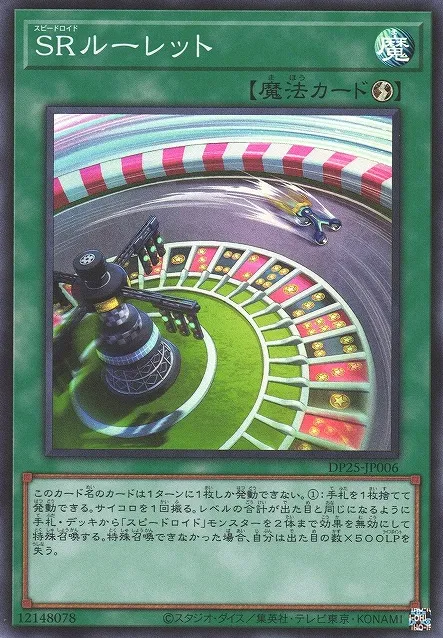 スピードロイド
SRルーレット
魔
【魔法カード】
DP25-JP006
このカード名のカードは1ターンに1枚しか発動できない。①:手札を1枚捨てて
発動できる。サイコロを1回振る。レベルの合計が出た目と同じになるように
手札・デッキから「スピードロイド」モンスターを2体まで効果を無効にして
特殊召喚する。特殊召喚できなかった場合、自分は出た目の数×500LPを
失う。
12148078 ©スタジオ・ダイス/集英社・テレビ東京・KONAMI